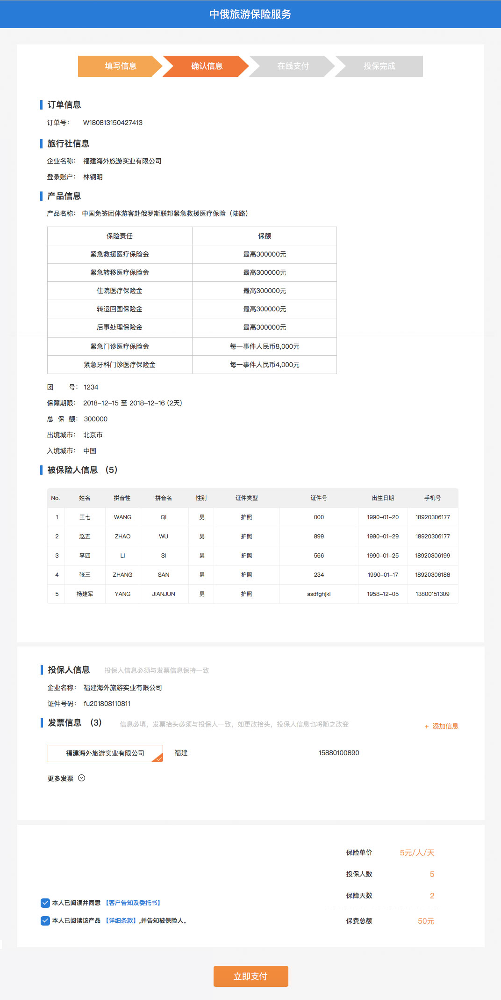 中俄旅游保险服务
填写信息 确认信息 在线支付 投保完成
订单信息
订单号： W180813150427413
旅行社信息
企业名称： 福建海外旅游实业有限公司
登录账户： 林钢明
产品信息
产品名称： 中国免签团体游客赴俄罗斯联邦紧急救援医疗保险（陆路）
保险责任 保额
紧急救援医疗保险金 最高300000元
紧急转移医疗保险金 最高300000元
住院医疗保险金 最高300000元
转运回国保险金 最高300000元
后事处理保险金 最高300000元
紧急门诊医疗保险金 每一事件人民币8,000元
紧急牙科门诊医疗保险金 每一事件人民币4,000元
团 号： 1234
保障期限： 2018-12-15 至 2018-12-16 (2天)
总 保 额： 300000
出境城市： 北京市
入境城市： 中国
被保险人信息 （5）
No. 姓名 拼音性 拼音名 性别 证件类型 证件号 出生日期 手机号
1 王七 WANG QI 男 护照 000 1990-01-20 18920306177
2 赵五 ZHAO WU 男 护照 899 1990-01-29 18920306177
3 李四 LI SI 男 护照 566 1990-01-25 18920306199
4 张三 ZHANG SAN 男 护照 234 1990-01-17 18920306188
5 杨建军 YANG JIANJUN 男 护照 asdfghjkl 1958-12-05 13800151309
投保人信息 投保人信息必须与发票信息保持一致
企业名称： 福建海外旅游实业有限公司
证件号码： fu201808110811
发票信息 （3） 信息必填，发票抬头必须与投保人一致，如更改抬头，投保人信息也将随之改变
+ 添加信息
福建海外旅游实业有限公司 福建 15880100890
更多发票
保险单价 5元/人/天
投保人数 5
保障天数 2
本人已阅读并同意 【客户告知及委托书】
本人已阅读该产品 【详细条款】,并告知被保险人。
保费总额 50元
立即支付